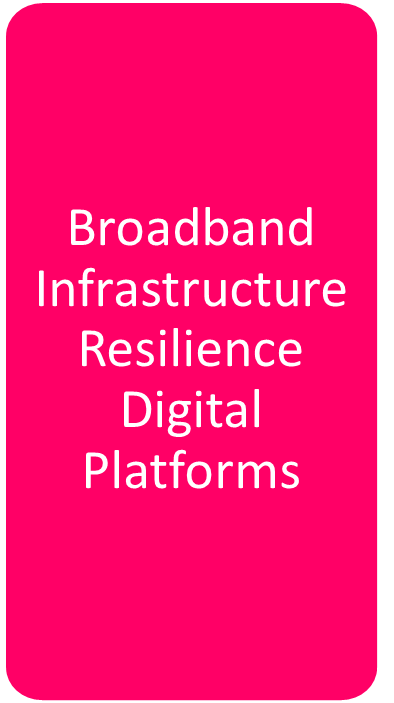 Broadband
Infrastructure
Resilience
Digital
Platforms